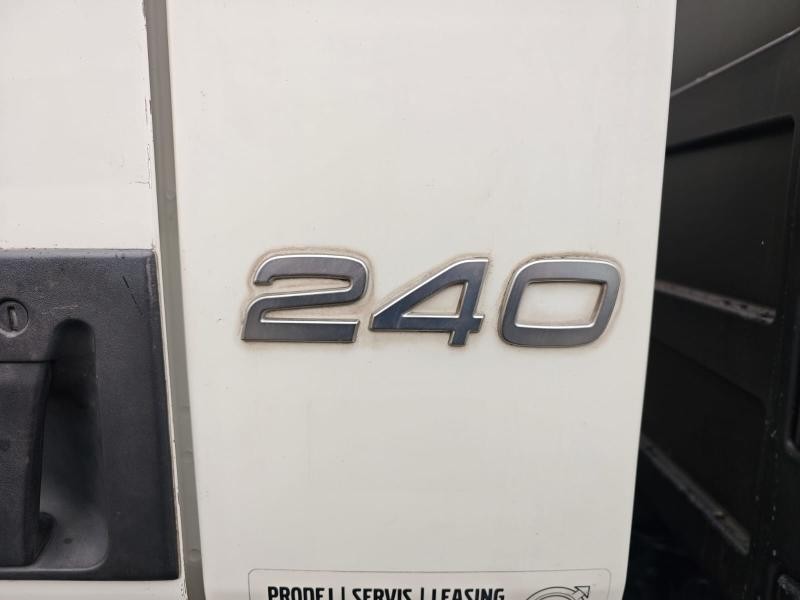 240
PRODEJ | SERVIS | LEASING